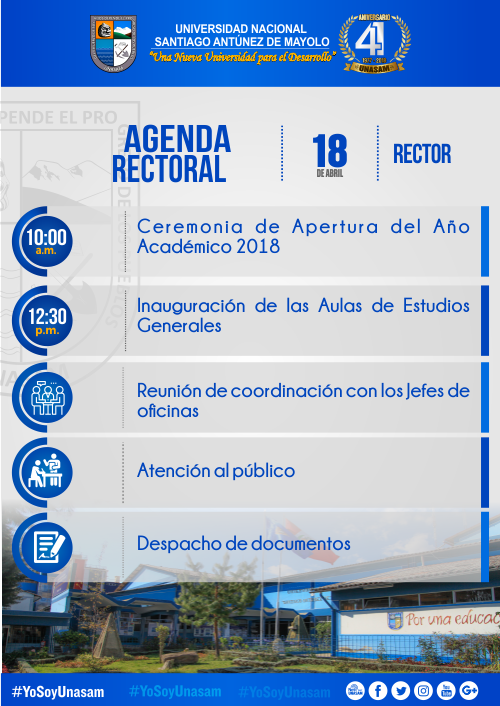 UNIVERSIDAD NACIONAL
SANTIAGO ANTÚNEZ DE MAYOLO
"Una Nueva Universidad para el Desarrollo"
ANIVERSARIO
41
UNASAM
PENDE EL PRO
AGENDA
RECTORAL
18
DE ABRIL
RECTOR
10:00
a.m.
Ceremonia de Apertura del Año
Académico 2018
12:30
p.m.
Inauguración de las Aulas de Estudios
Generales
Reunión de coordinación con los Jefes de
oficinas
Atención al público
Despacho de documentos
Por una educac
#YoSoyUnasam
#YoSoyUnasam
#YoSoyUnasam